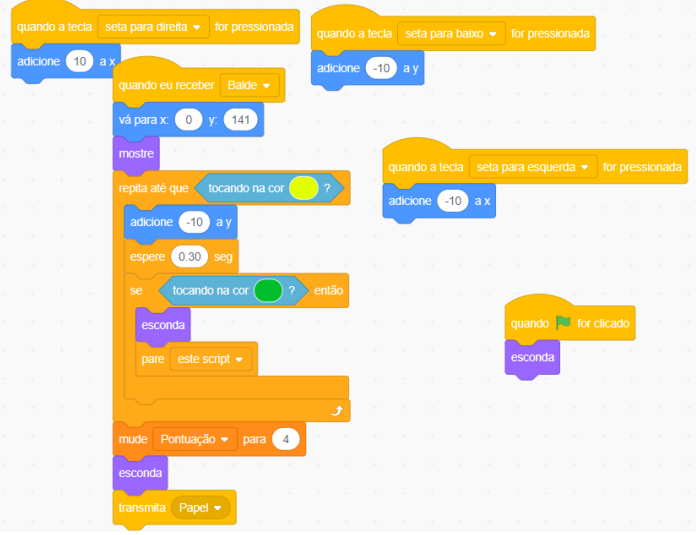 quando a tecla seta para direita for pressionada
adicione 10 a x
quando a tecla seta para baixo for pressionada
adicione -10 a y
quando eu receber Balde
vá para x: 0 y: 141
mostre
repita até que tocando na cor ?
adicione -10 a y
espere 0.30 seg
se tocando na cor ? então
esconda
pare este script
mude Pontuação para 4
esconda
transmita Papel
quando a tecla seta para esquerda for pressionada
adicione -10 a x
quando for clicado
esconda